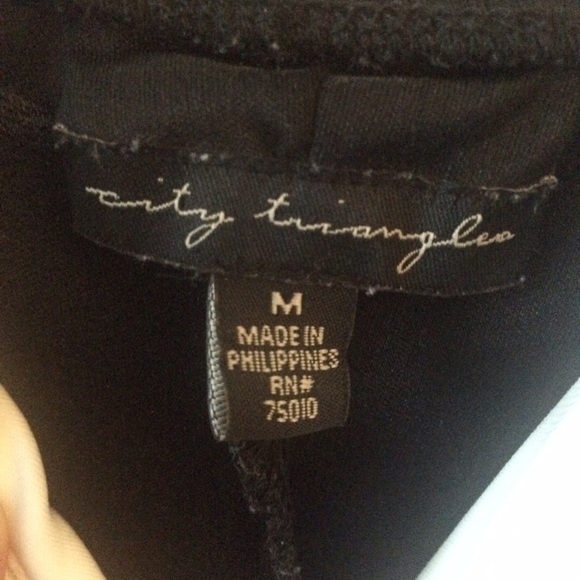 city triangles
M
MADE IN
PHILIPPINES
RN#
75010